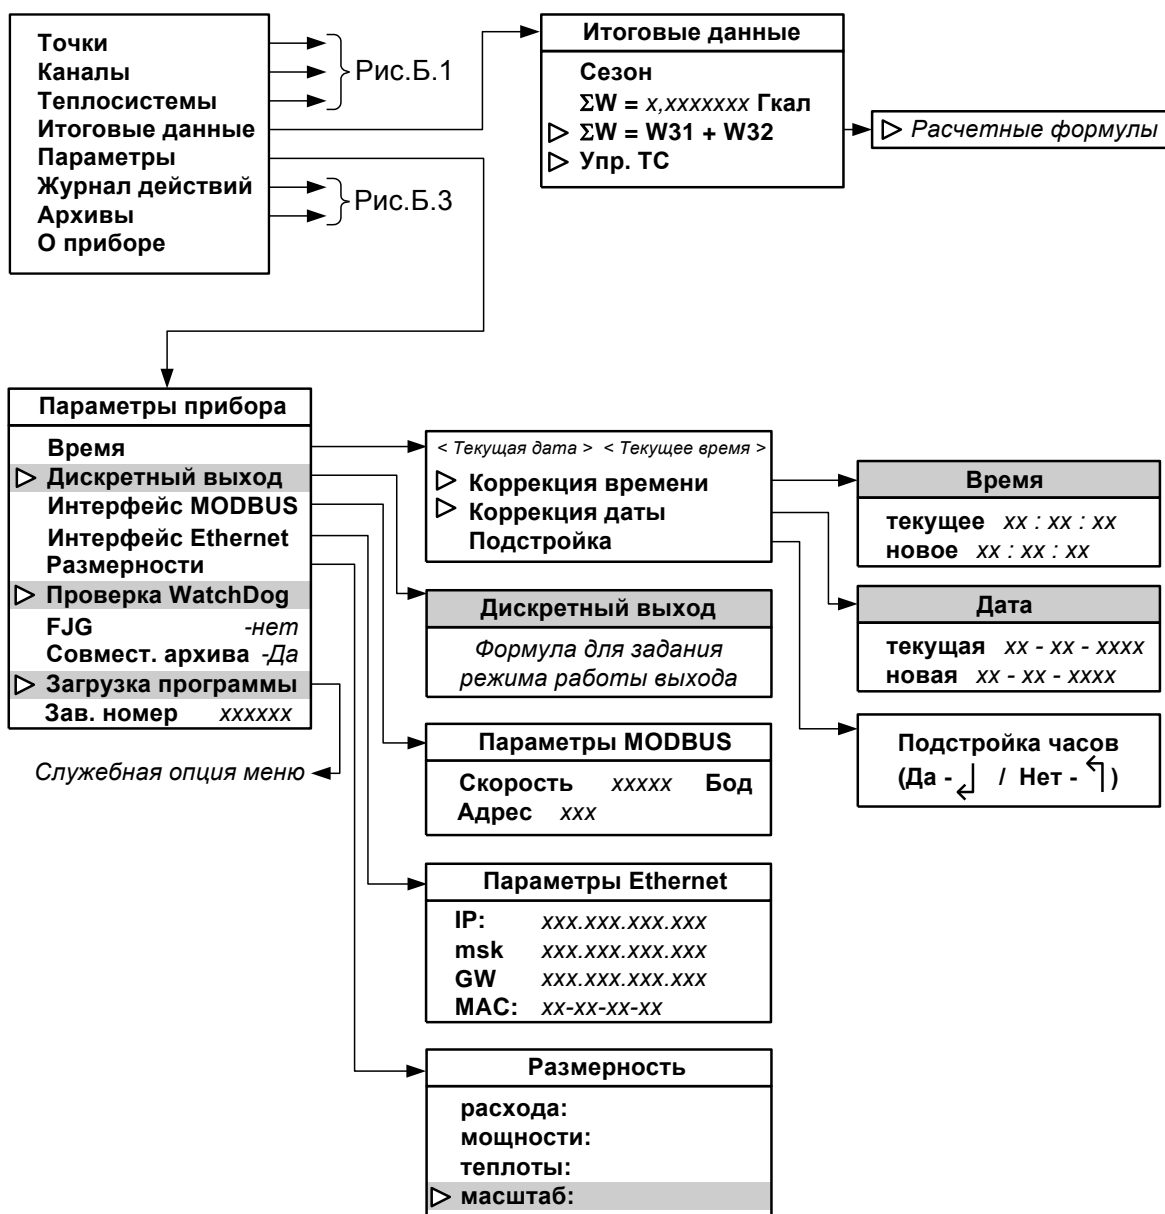 Точки
Каналы
Теплосистемы
Итоговые данные
Параметры
Журнал действий
Архивы
О приборе
Рис.Б.1
Рис.Б.3
Итоговые данные
Сезон
ΣW = x,xxxxxxx Гкал
ΣW = W31 + W32
Упр. ТС
Расчетные формулы
Параметры прибора
Время
Дискретный выход
Интерфейс MODBUS
Интерфейс Ethernet
Размерности
Проверка WatchDog
FJG -нет
Совмест. архива -Да
Загрузка программы
Зав. номер xxxxxx
Служебная опция меню
< Текущая дата > < Текущее время >
Коррекция времени
Коррекция даты
Подстройка
Время
текущее xx : xx : xx
новое xx : xx : xx
Дата
текущая xx - xx - xxxx
новая xx - xx - xxxx
Подстройка часов
(Да - ↲ / Нет - ↰)
Дискретный выход
Формула для задания
режима работы выхода
Параметры MODBUS
Скорость xxxxx Бод
Адрес xxx
Параметры Ethernet
IP: xxx.xxx.xxx.xxx
msk xxx.xxx.xxx.xxx
GW xxx.xxx.xxx.xxx
MAC: xx-xx-xx-xx
Размерность
расхода:
мощности:
теплоты:
масштаб: